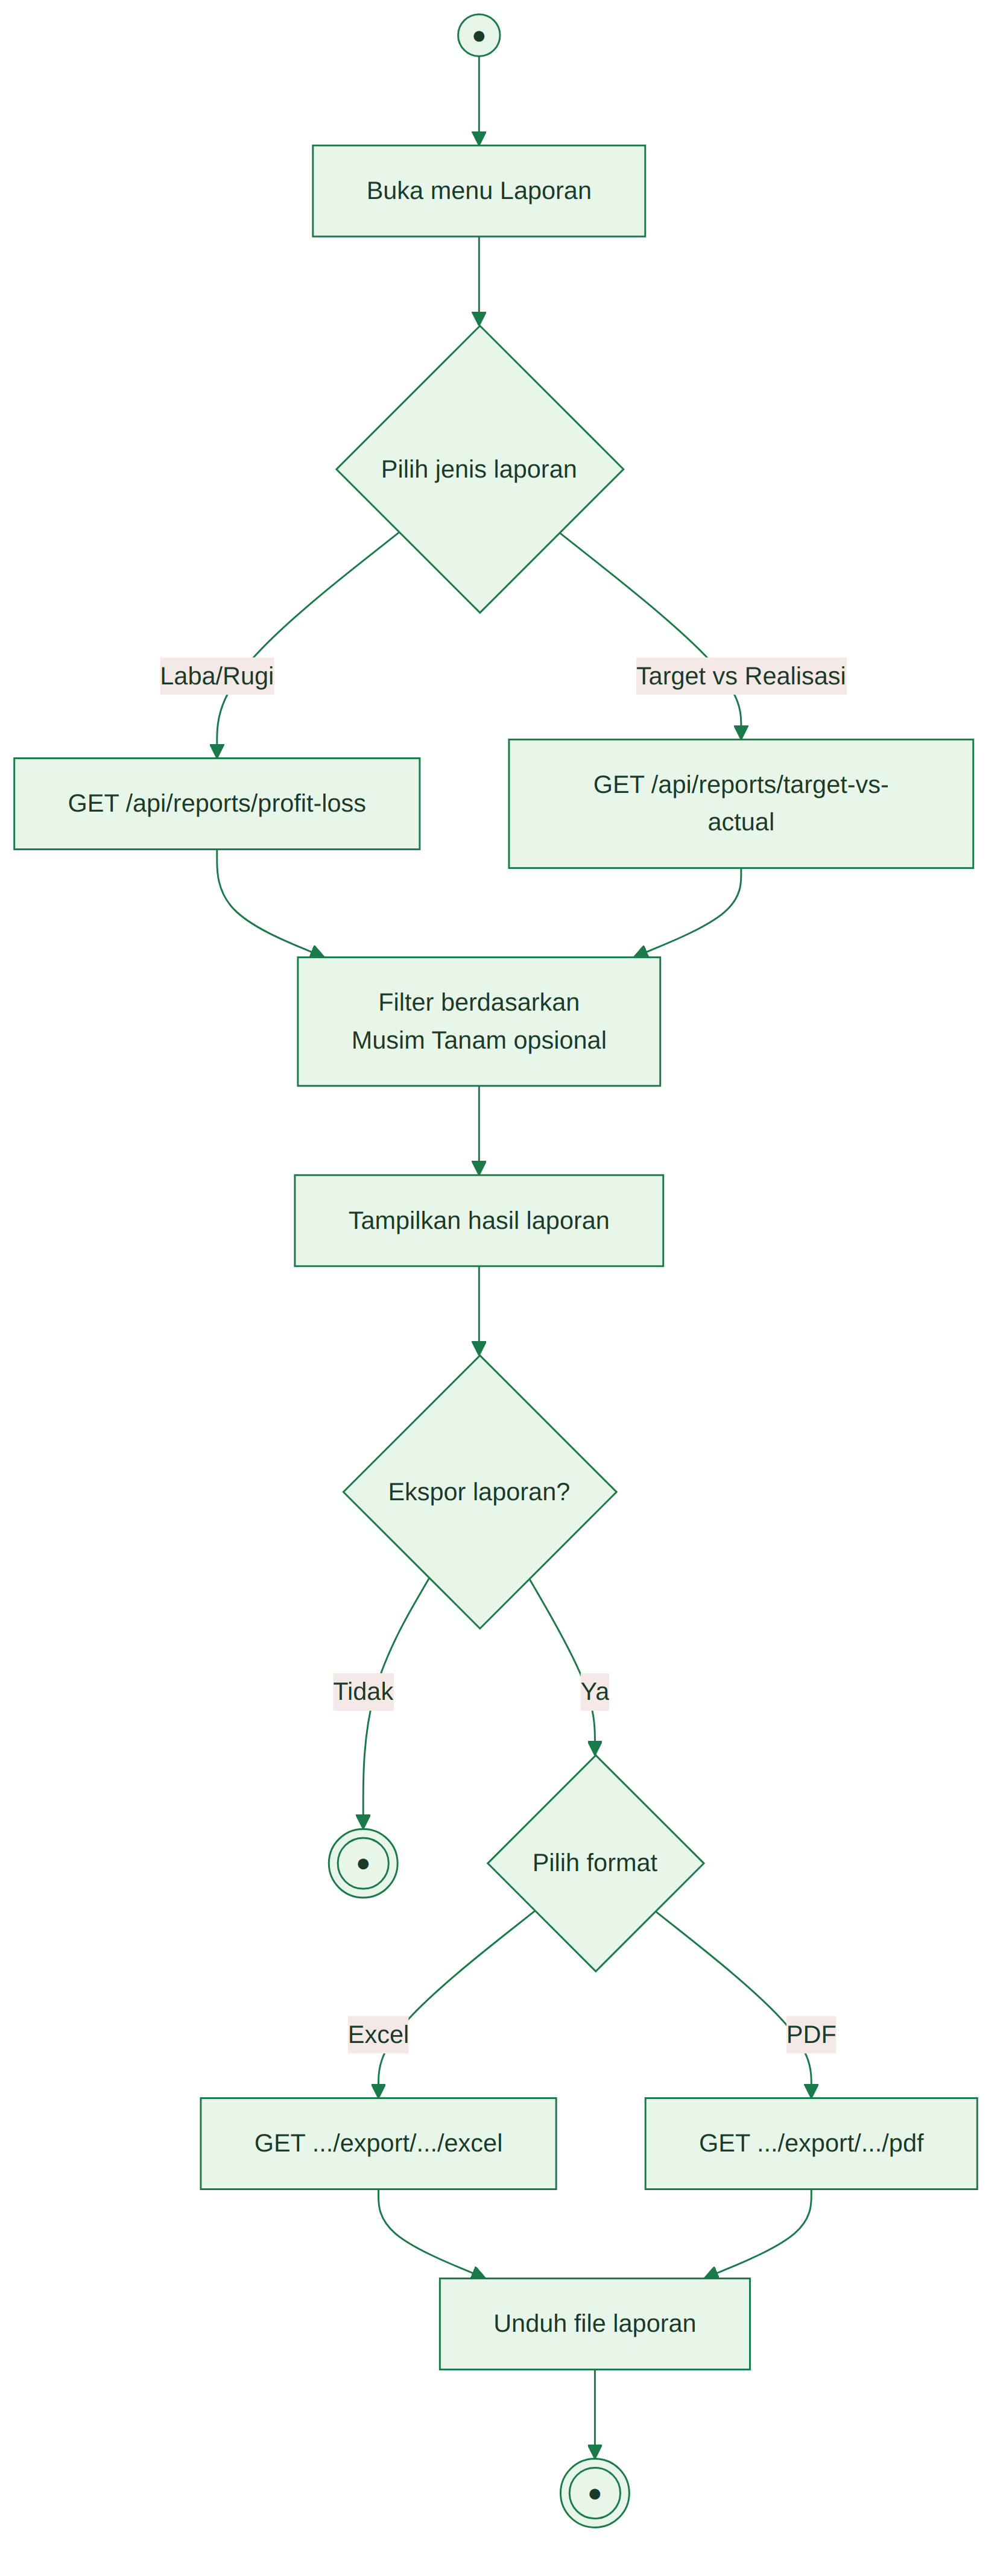 Buka menu Laporan
Pilih jenis laporan
Laba/Rugi
Target vs Realisasi
GET /api/reports/profit-loss
GET /api/reports/target-vs-
actual
Filter berdasarkan
Musim Tanam opsional
Tampilkan hasil laporan
Ekspor laporan?
Tidak
Ya
Pilih format
Excel
PDF
GET .../export/.../excel
GET .../export/.../pdf
Unduh file laporan